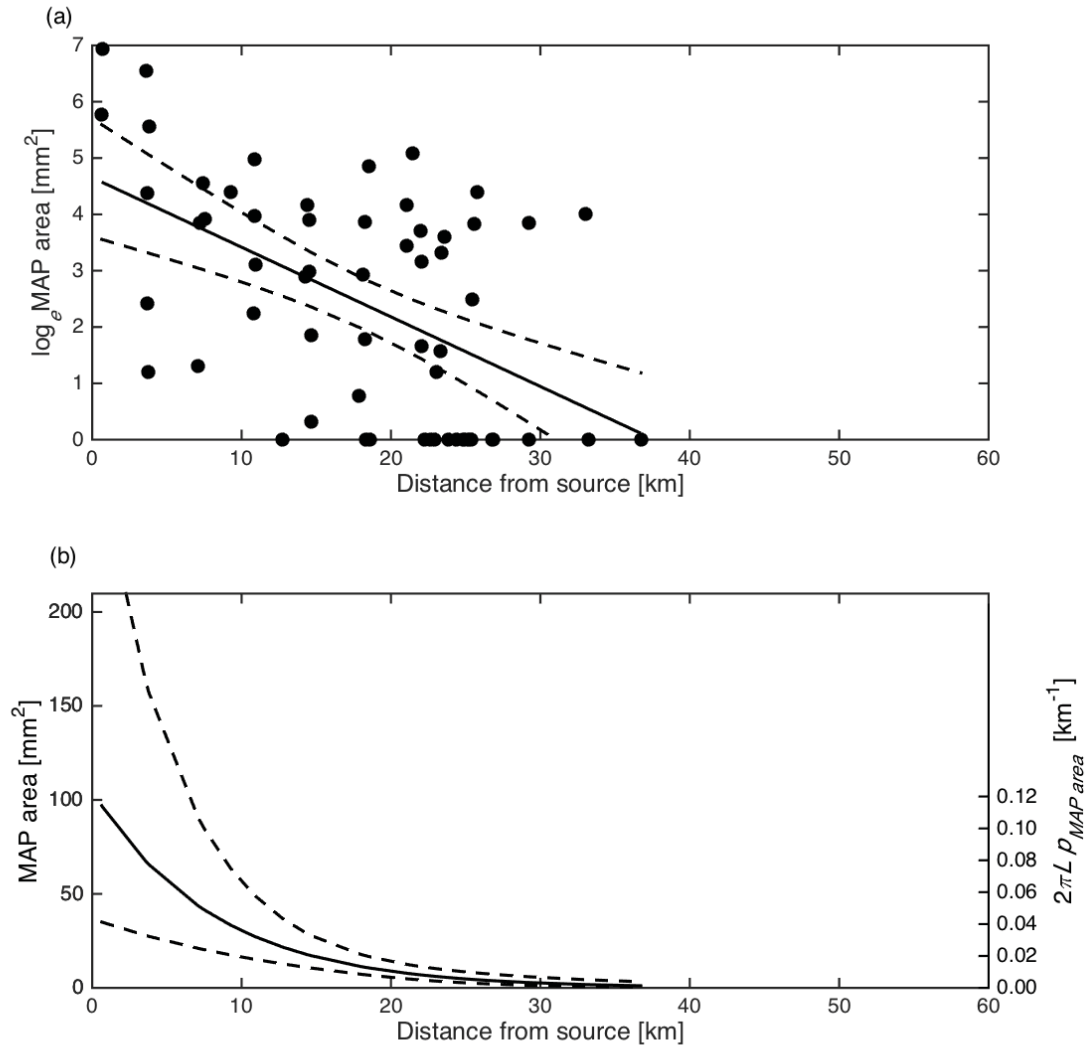 (a)
7
6
5
4
3
2
1
0
logₑ MAP area [mm²]
0 10 20 30 40 50 60
Distance from source [km]
(b)
200
150
100
50
0
MAP area [mm²]
0.12
0.10
0.08
0.06
0.04
0.02
0.00
2πL p_MAP area [km⁻¹]
0 10 20 30 40 50 60
Distance from source [km]